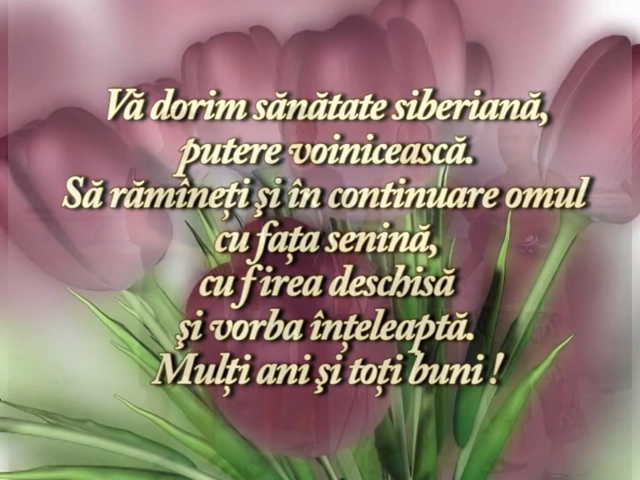 Vă dorim sănătate siberiană,
putere voinicească.
Să rămîneți și în continuare omul
cu fața senină,
cu firea deschisă
și vorba înțeleaptă.
Mulți ani și toți buni !